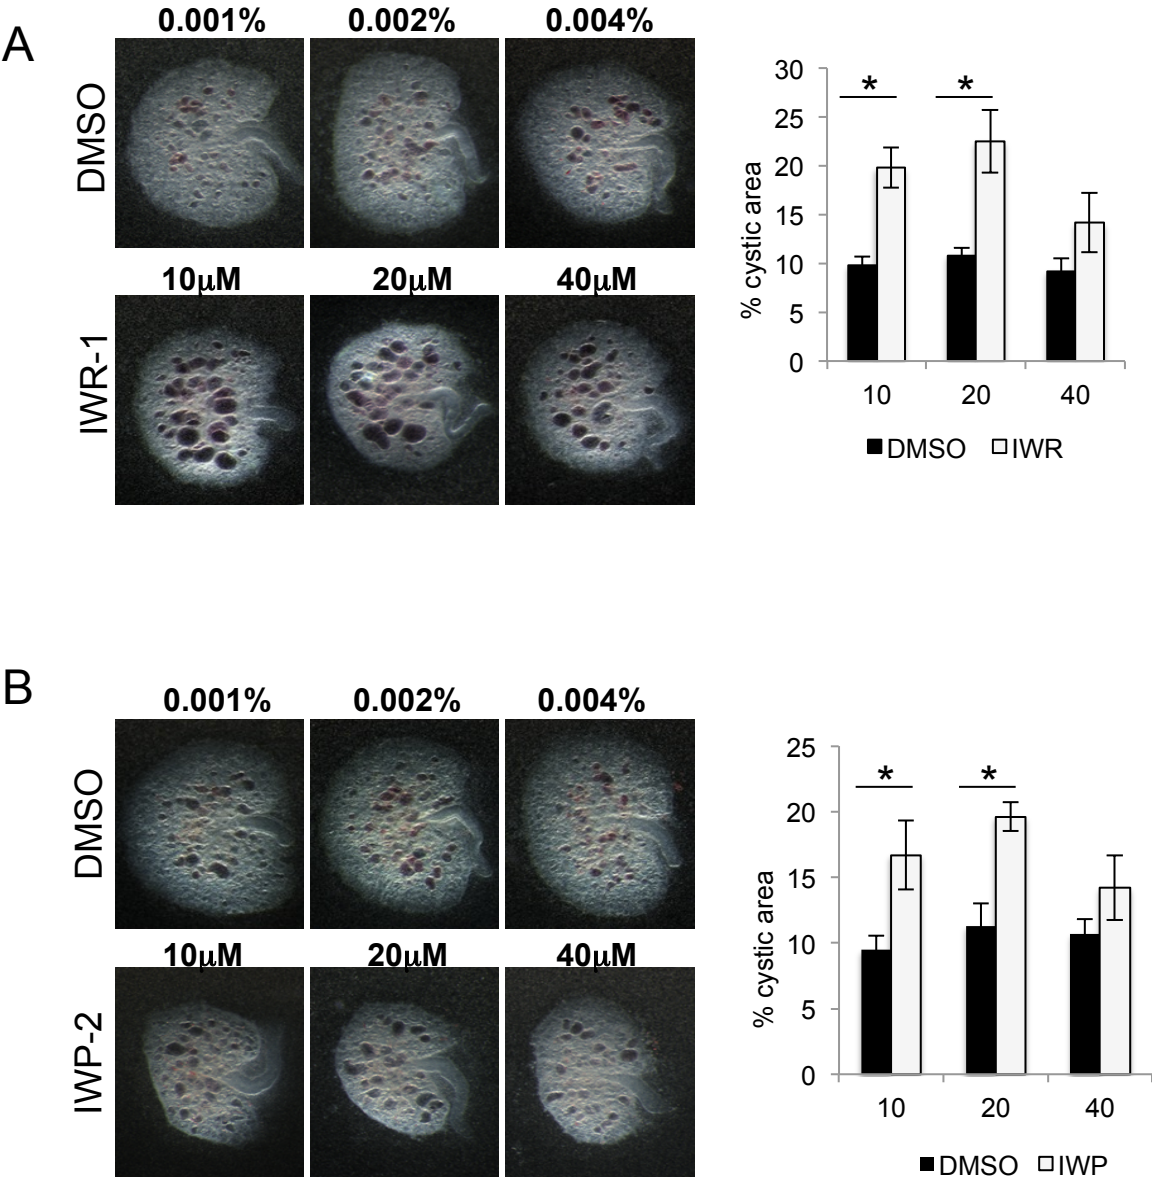 A
0.001% 0.002% 0.004%
DMSO
10μM 20μM 40μM
IWR-1
% cystic area
30
25
20
15
10
5
0
* *
10 20 40
DMSO IWR
B
0.001% 0.002% 0.004%
DMSO
10μM 20μM 40μM
IWP-2
% cystic area
25
20
15
10
5
0
* *
10 20 40
DMSO IWP